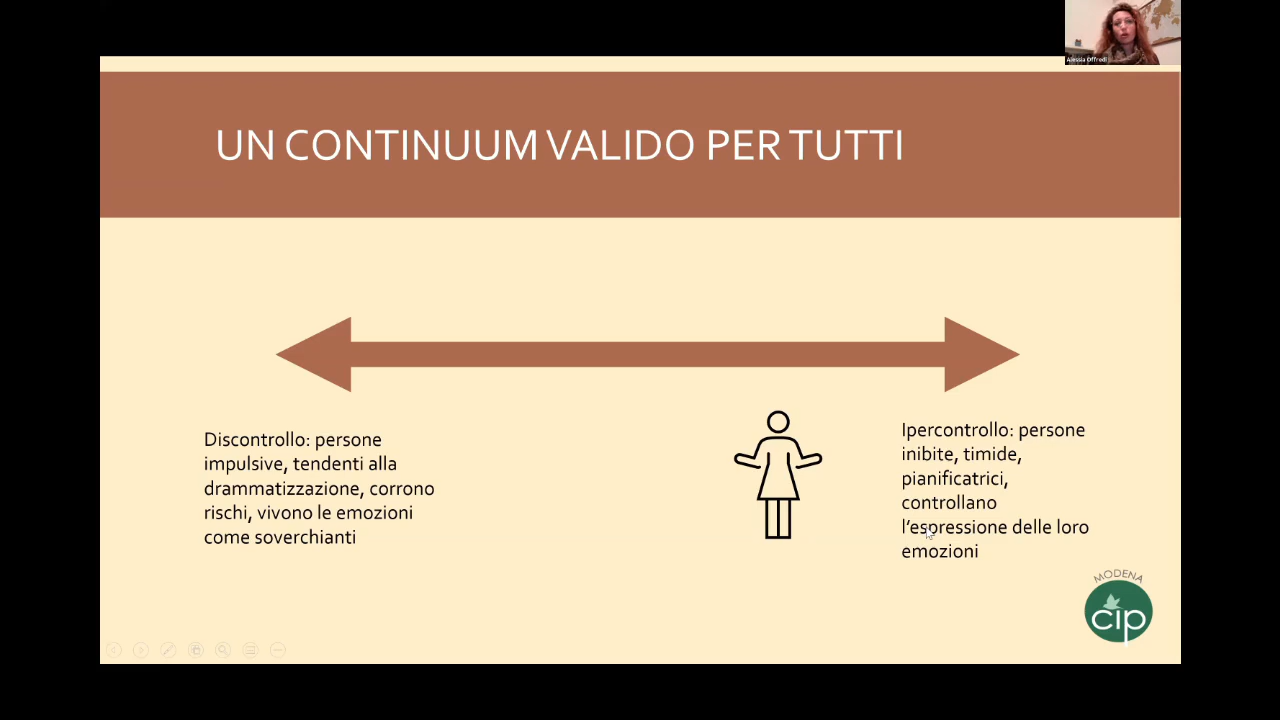 Alessia Offredi
UN CONTINUUM VALIDO PER TUTTI
Discontrollo: persone
impulsive, tendenti alla
drammatizzazione, corrono
rischi, vivono le emozioni
come soverchianti
Ipercontrollo: persone
inibite, timide,
pianificatrici,
controllano
l'espressione delle loro
emozioni
MODENA
cip